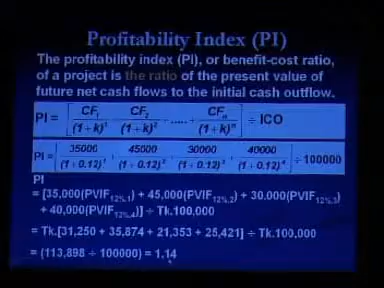 Profitability Index (PI)
The profitability index (PI), or benefit-cost ratio,
of a project is the ratio of the present value of
future net cash flows to the initial cash outflow.
PI = [ CF1/(1+k)^1 + CF2/(1+k)^2 + ..... + CFn/(1+k)^n ] ÷ ICO
PI = [ 35000/(1+0.12)^1 + 45000/(1+0.12)^2 + 30000/(1+0.12)^3 + 40000/(1+0.12)^4 ] ÷ 100000
PI
= [35,000(PVIF12%,1) + 45,000(PVIF12%,2) + 30,000(PVIF12%,3)
+ 40,000(PVIF12%,4)] ÷ Tk.100,000
= Tk.[31,250 + 35,874 + 21,353 + 25,421] ÷ Tk.100,000
= (113,898 ÷ 100000) = 1.14